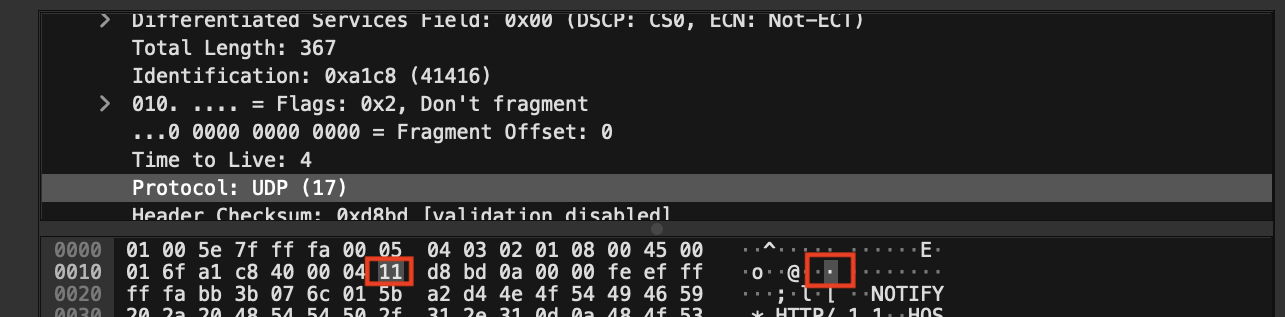 Differentiated Services Field: 0x00 (DSCP: CS0, ECN: Not-ECT)
Total Length: 367
Identification: 0xa1c8 (41416)
010. .... = Flags: 0x2, Don't fragment
...0 0000 0000 0000 = Fragment Offset: 0
Time to Live: 4
Protocol: UDP (17)
Header Checksum: 0xd8bd [validation disabled]
0000 01 00 5e 7f ff fa 00 05 04 03 02 01 08 00 45 00 ··^····· ······E·
0010 01 6f a1 c8 40 00 04 11 d8 bd 0a 00 00 fe ef ff ·o··@··· ········
0020 ff fa bb 3b 07 6c 01 5b a2 d4 4e 4f 54 49 46 59 ···;·l·[ ··NOTIFY
0030 20 2a 20 48 54 54 50 2f 31 2e 31 0d 0a 48 4f 53 * HTTP/ 1.1··HOS